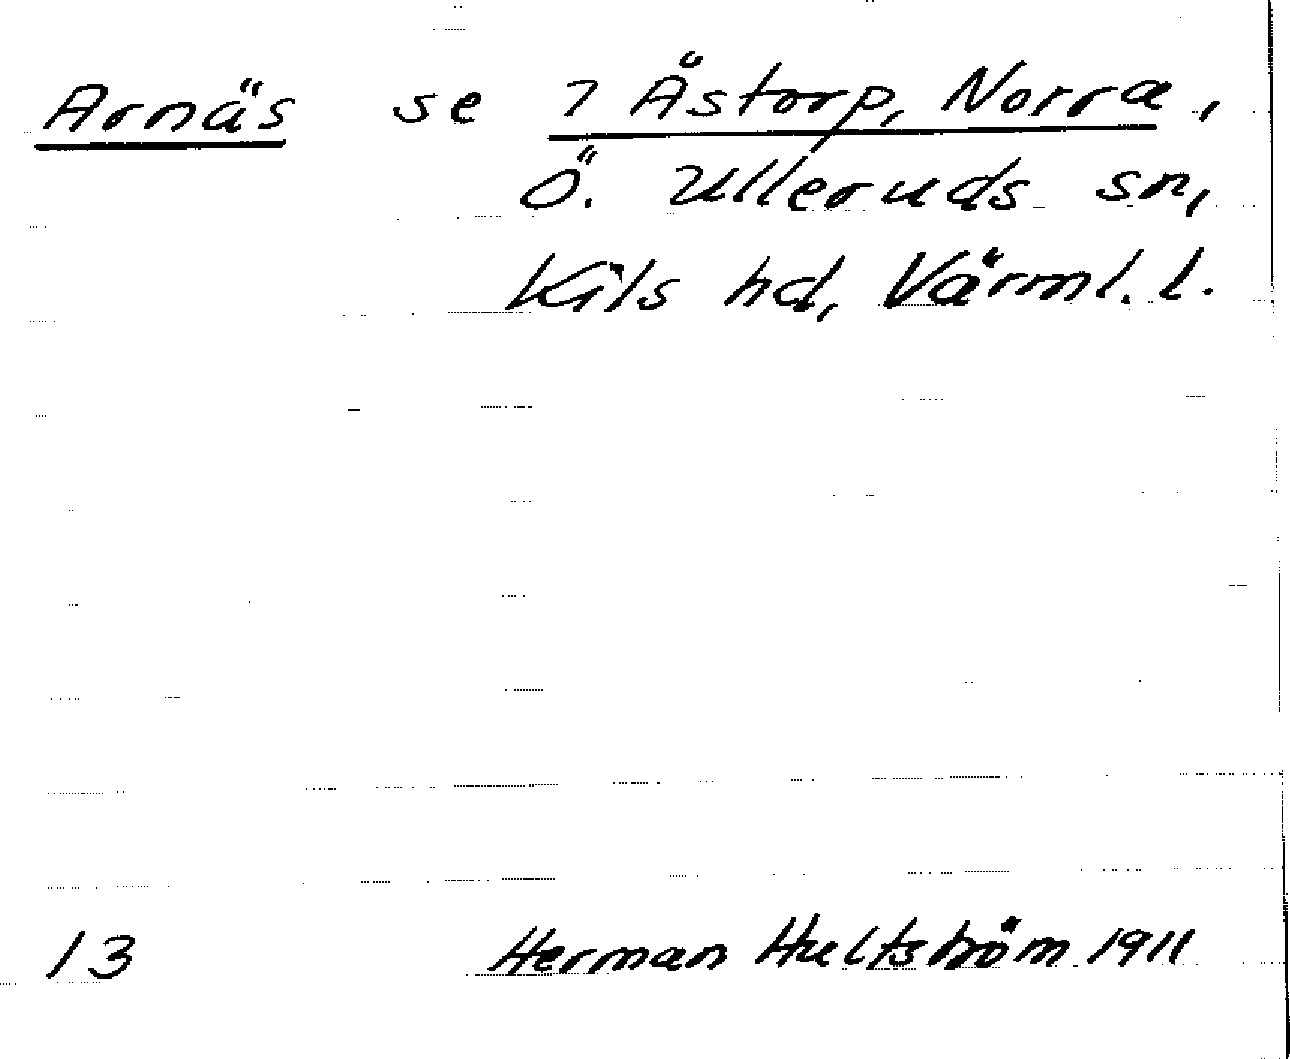 Arnäs se 7 Åstorp, Norra,
Ö. Ulleruds sn,
Kils hd, Värml. l.
13 Herman Hultström 1911